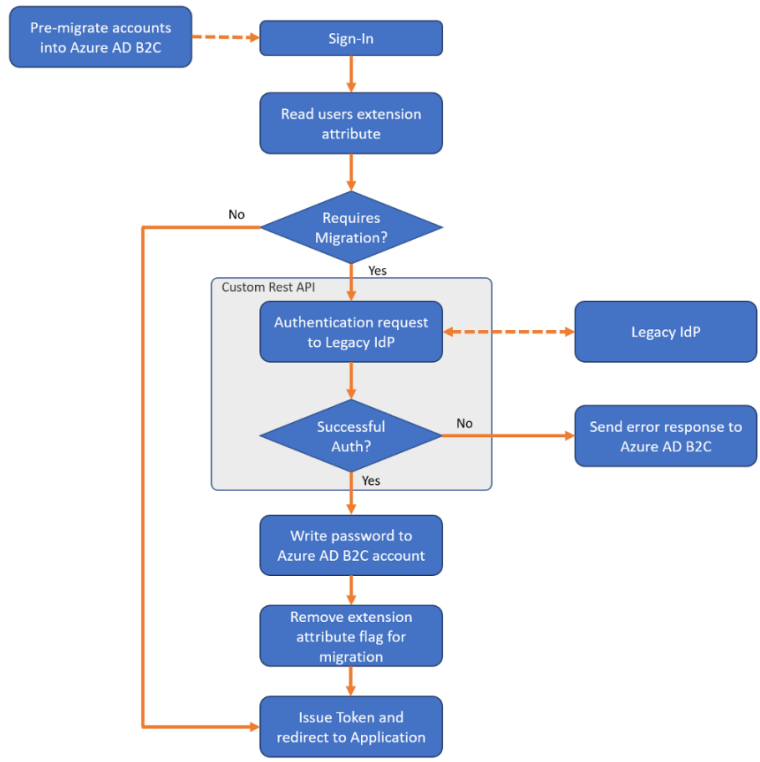 Pre-migrate accounts
into Azure AD B2C
Sign-In
Read users extension
attribute
Requires
Migration?
No
Yes
Custom Rest API
Authentication request
to Legacy IdP
Legacy IdP
Successful
Auth?
No
Send error response to
Azure AD B2C
Yes
Write password to
Azure AD B2C account
Remove extension
attribute flag for
migration
Issue Token and
redirect to Application